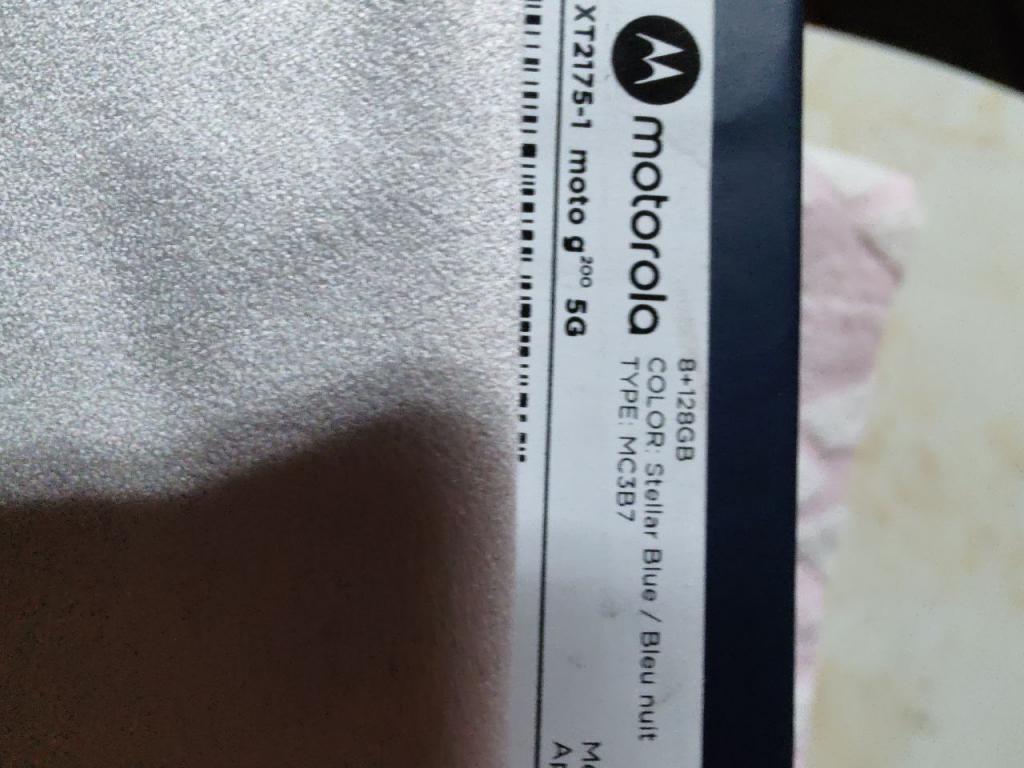 motorola
8+128GB
COLOR: Stellar Blue / Bleu nuit
TYPE: MC3B7
XT2175-1 moto g²⁰⁰ 5G